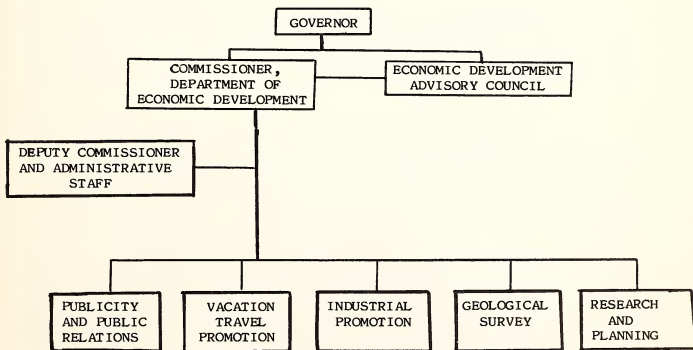 GOVERNOR
COMMISSIONER,
DEPARTMENT OF
ECONOMIC DEVELOPMENT
ECONOMIC DEVELOPMENT
ADVISORY COUNCIL
DEPUTY COMMISSIONER
AND ADMINISTRATIVE
STAFF
PUBLICITY
AND PUBLIC
RELATIONS
VACATION
TRAVEL
PROMOTION
INDUSTRIAL
PROMOTION
GEOLOGICAL
SURVEY
RESEARCH
AND
PLANNING